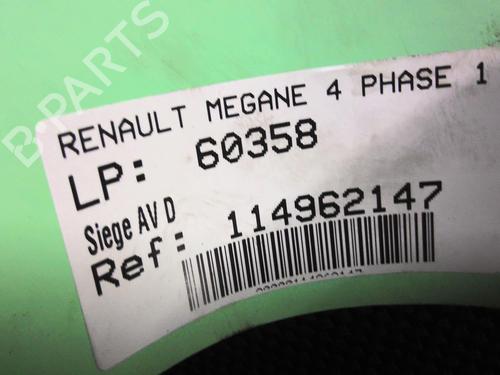 B-PARTS
RENAULT MEGANE 4 PHASE 1
LP: 60358
Siege AV D
Ref: 114962147